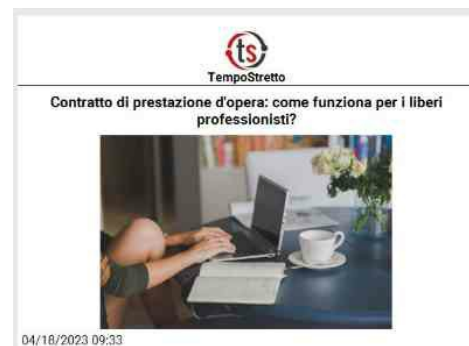 ts
TempoStretto
Contratto di prestazione d'opera: come funziona per i liberi
professionisti?
04/18/2023 09:33